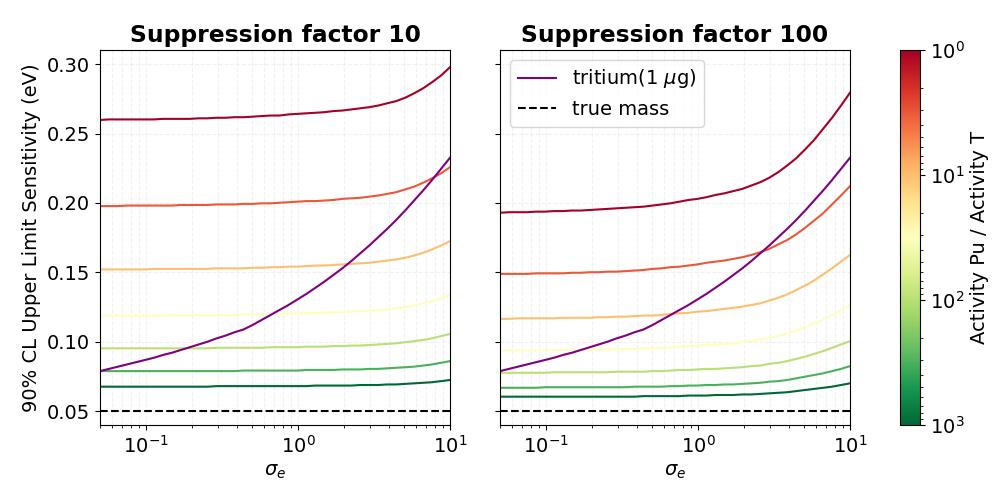 Suppression factor 10
Suppression factor 100
90% CL Upper Limit Sensitivity (eV)
0.30
0.25
0.20
0.15
0.10
0.05
10⁻¹
10⁰
10¹
σₑ
tritium(1 μg)
true mass
10⁻¹
10⁰
10¹
σₑ
10⁰
10¹
10²
10³
Activity Pu / Activity T